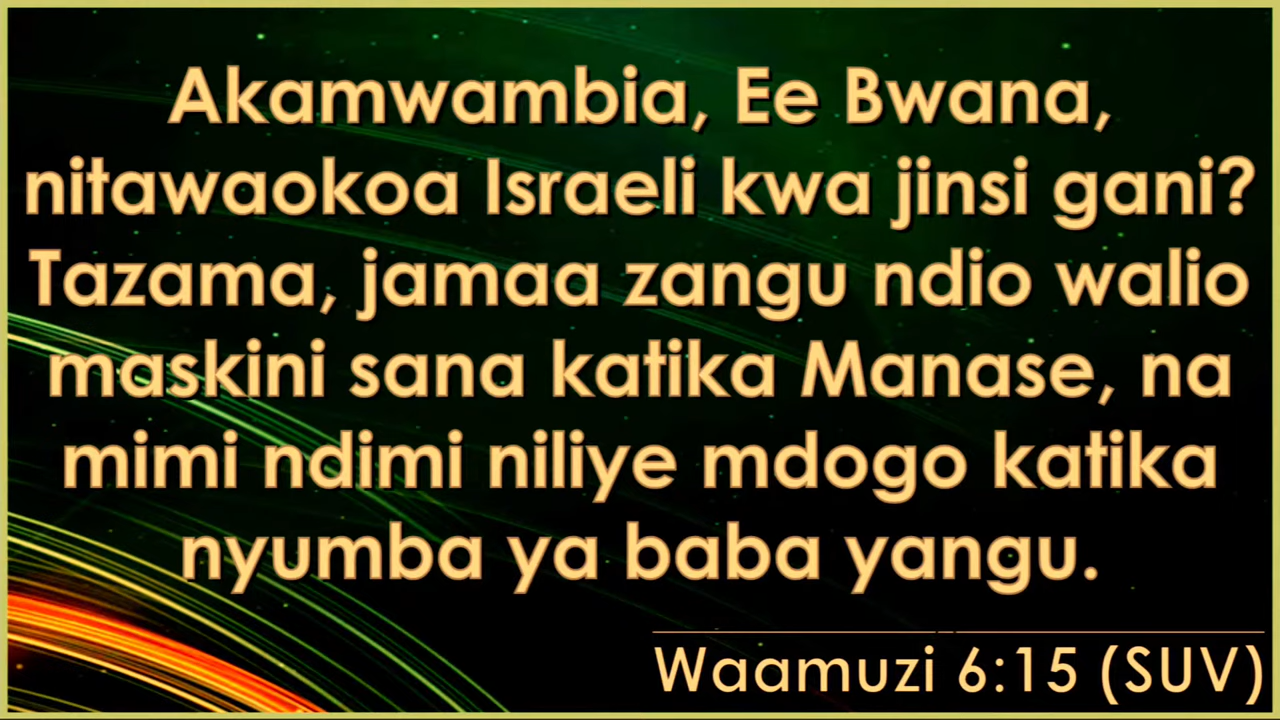 Akamwambia, Ee Bwana,
nitawaokoa Israeli kwa jinsi gani?
Tazama, jamaa zangu ndio walio
maskini sana katika Manase, na
mimi ndimi niliye mdogo katika
nyumba ya baba yangu.
Waamuzi 6:15 (SUV)